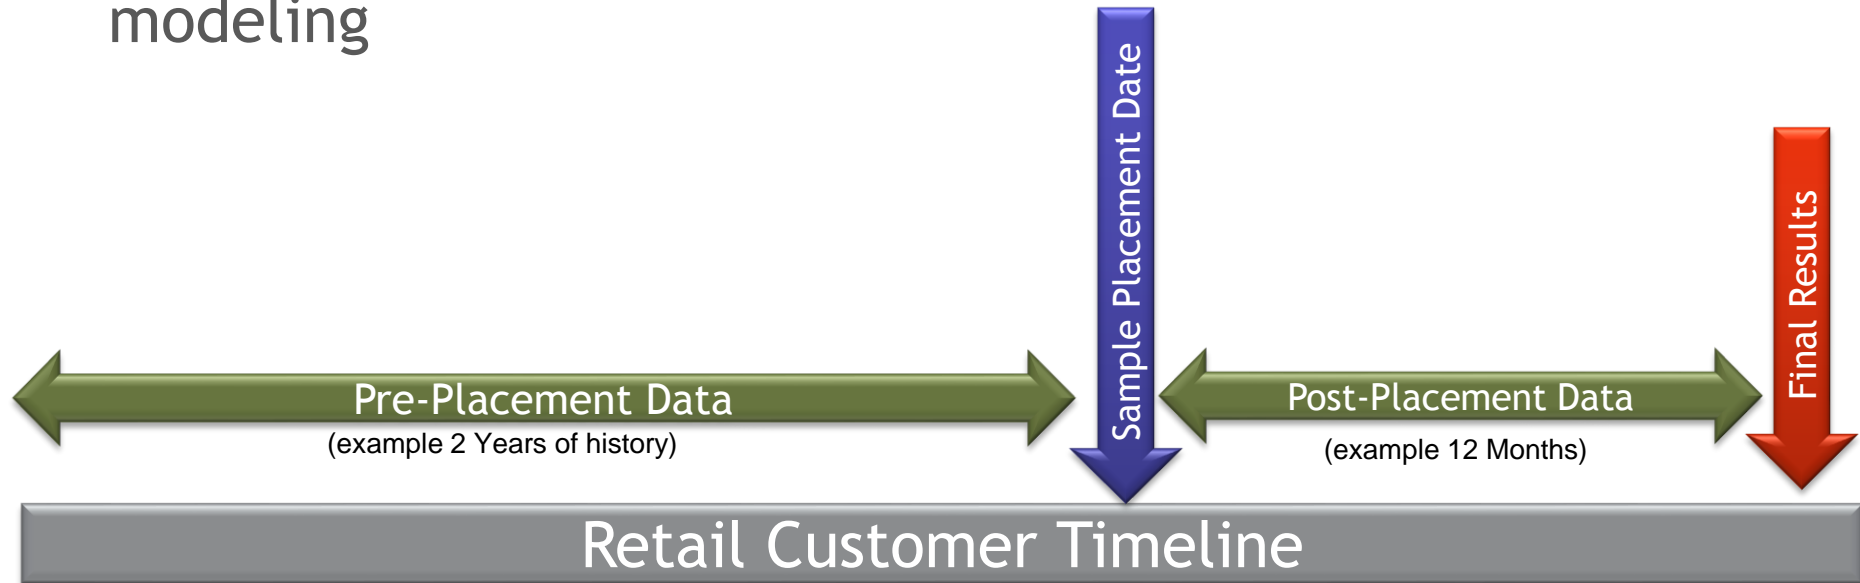 modeling
Sample Placement Date
Final Results
Pre-Placement Data
(example 2 Years of history)
Post-Placement Data
(example 12 Months)
Retail Customer Timeline